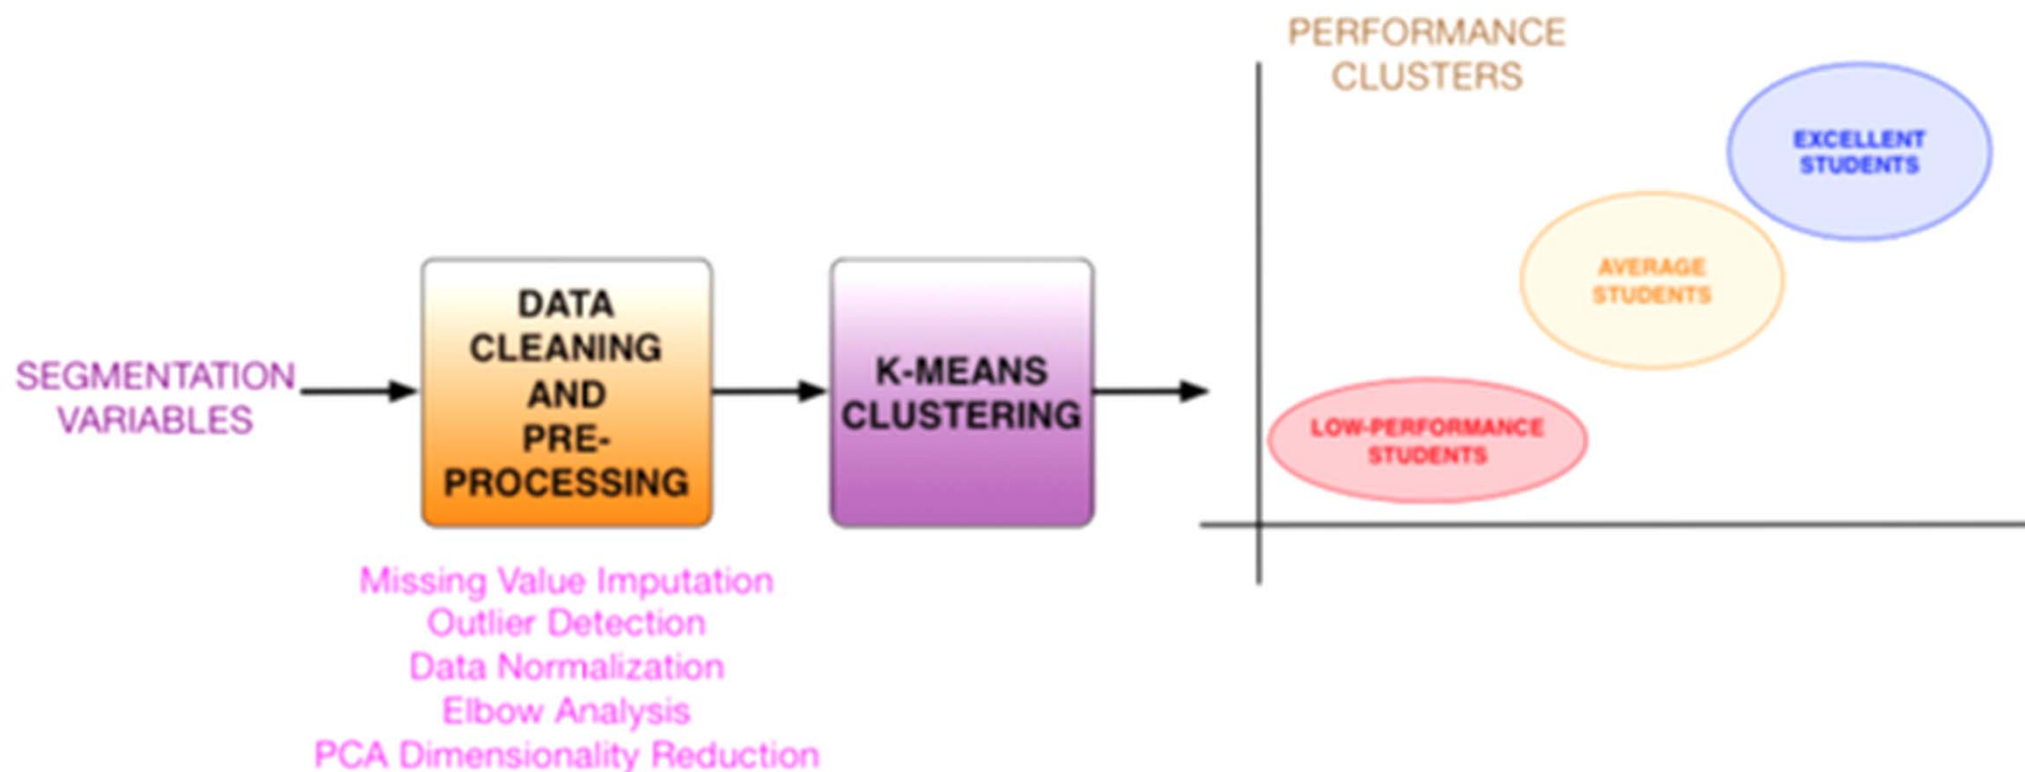 SEGMENTATION
VARIABLES
DATA
CLEANING
AND
PRE-
PROCESSING
Missing Value Imputation
Outlier Detection
Data Normalization
Elbow Analysis
PCA Dimensionality Reduction
K-MEANS
CLUSTERING
PERFORMANCE
CLUSTERS
EXCELLENT
STUDENTS
AVERAGE
STUDENTS
LOW-PERFORMANCE
STUDENTS